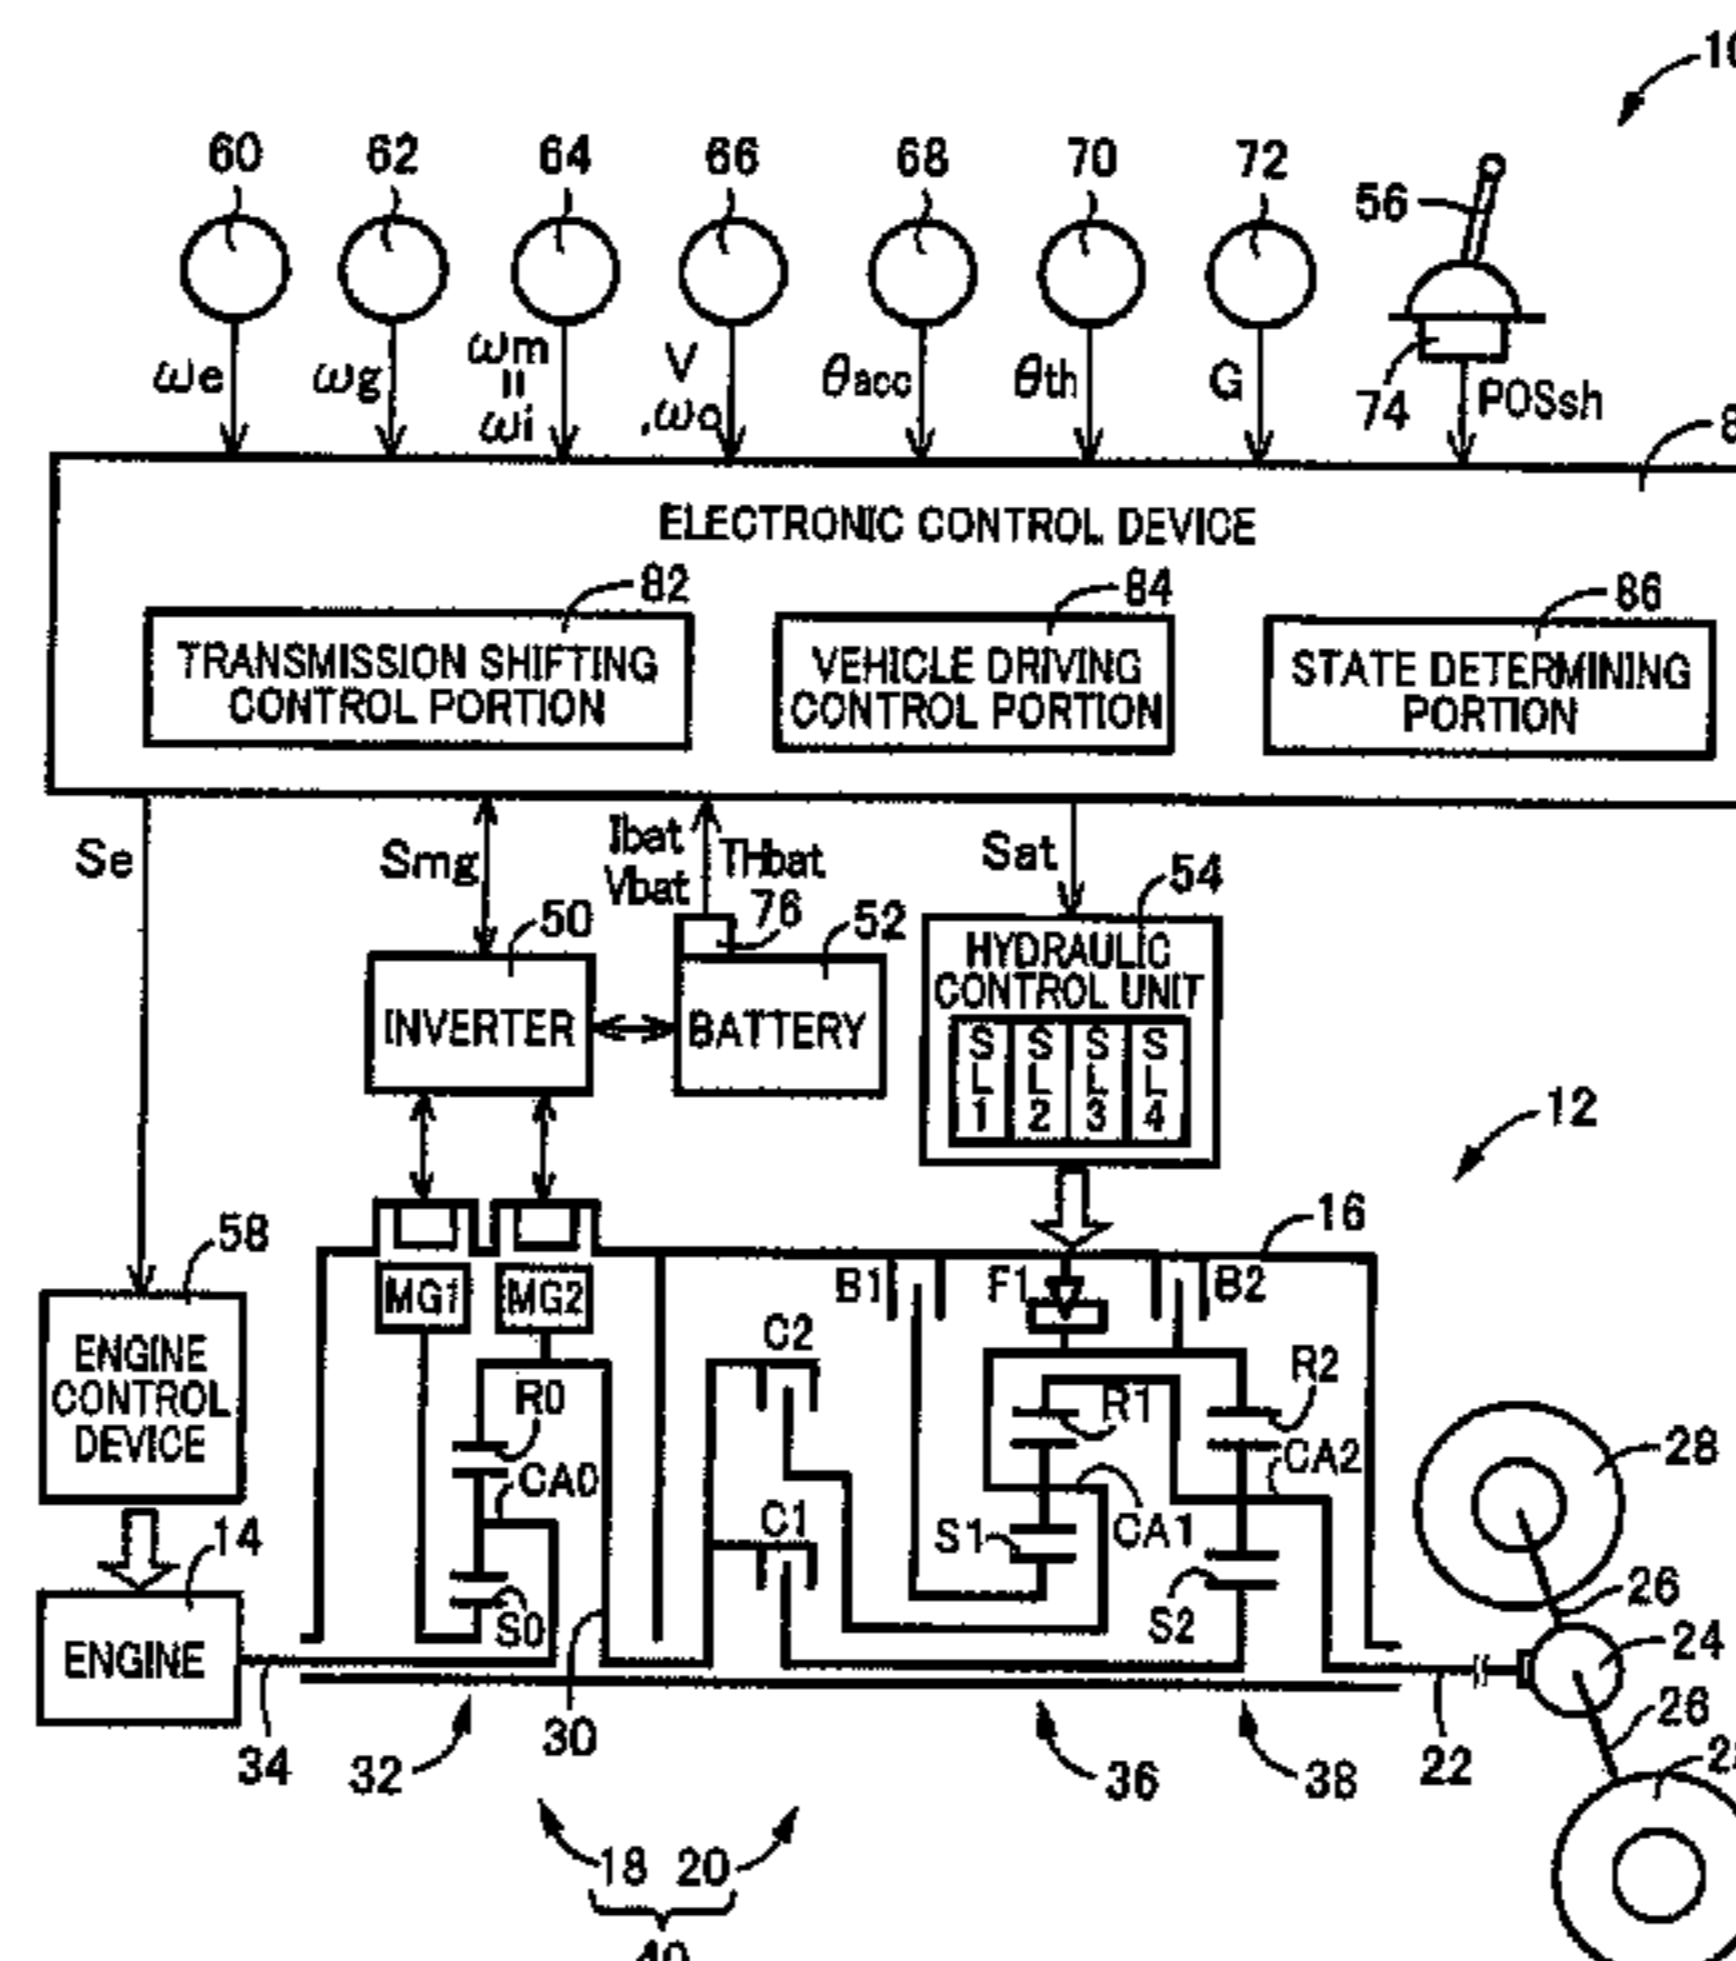 60 62 64 66 68 70 72
56
ωe ωg ωm = ωi V ,ωo θacc θth G 74 POSsh
ELECTRONIC CONTROL DEVICE
82 84 86
TRANSMISSION SHIFTING
CONTROL PORTION
VEHICLE DRIVING
CONTROL PORTION
STATE DETERMINING
PORTION
Se Smg Ibat
Vbat THbat Sat
76 54
50 52
INVERTER
BATTERY
HYDRAULIC
CONTROL UNIT
SL1 SL2 SL3 SL4
12
16
58
MG1 MG2 B1 F1 B2
ENGINE
CONTROL
DEVICE
C2
R0 R1 R2
28
CA0 CA2
C1 S1 CA1
14
26
S0 S2
24
ENGINE
26
34 32 30 36 38 22
18 20